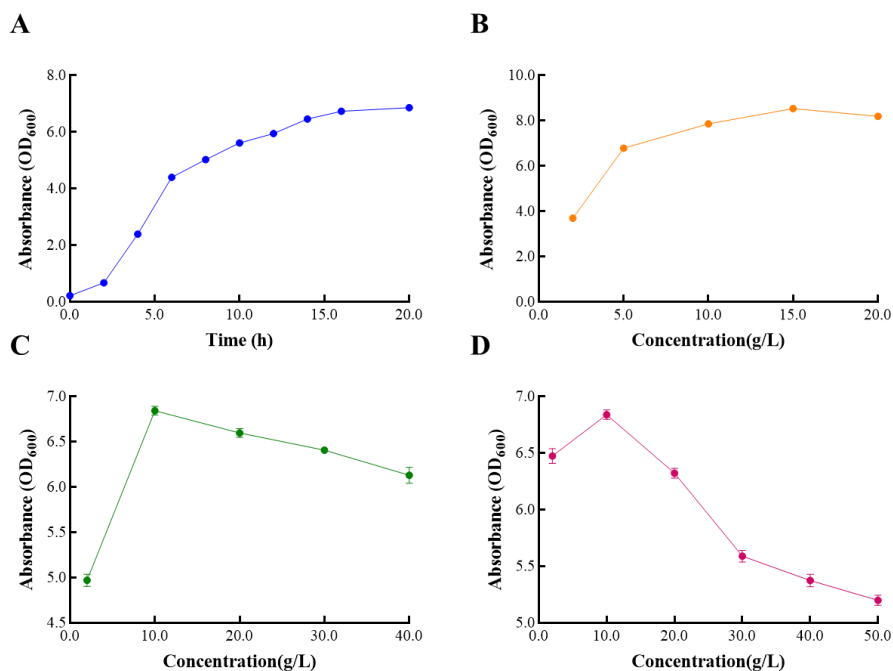 A
Absorbance (OD600)
8.0
6.0
4.0
2.0
0.0
0.0 5.0 10.0 15.0 20.0
Time (h)
B
Absorbance (OD600)
10.0
8.0
6.0
4.0
2.0
0.0
0.0 5.0 10.0 15.0 20.0
Concentration(g/L)
C
Absorbance (OD600)
7.0
6.5
6.0
5.5
5.0
4.5
0.0 10.0 20.0 30.0 40.0
Concentration(g/L)
D
Absorbance (OD600)
7.0
6.5
6.0
5.5
5.0
0.0 10.0 20.0 30.0 40.0 50.0
Concentration(g/L)